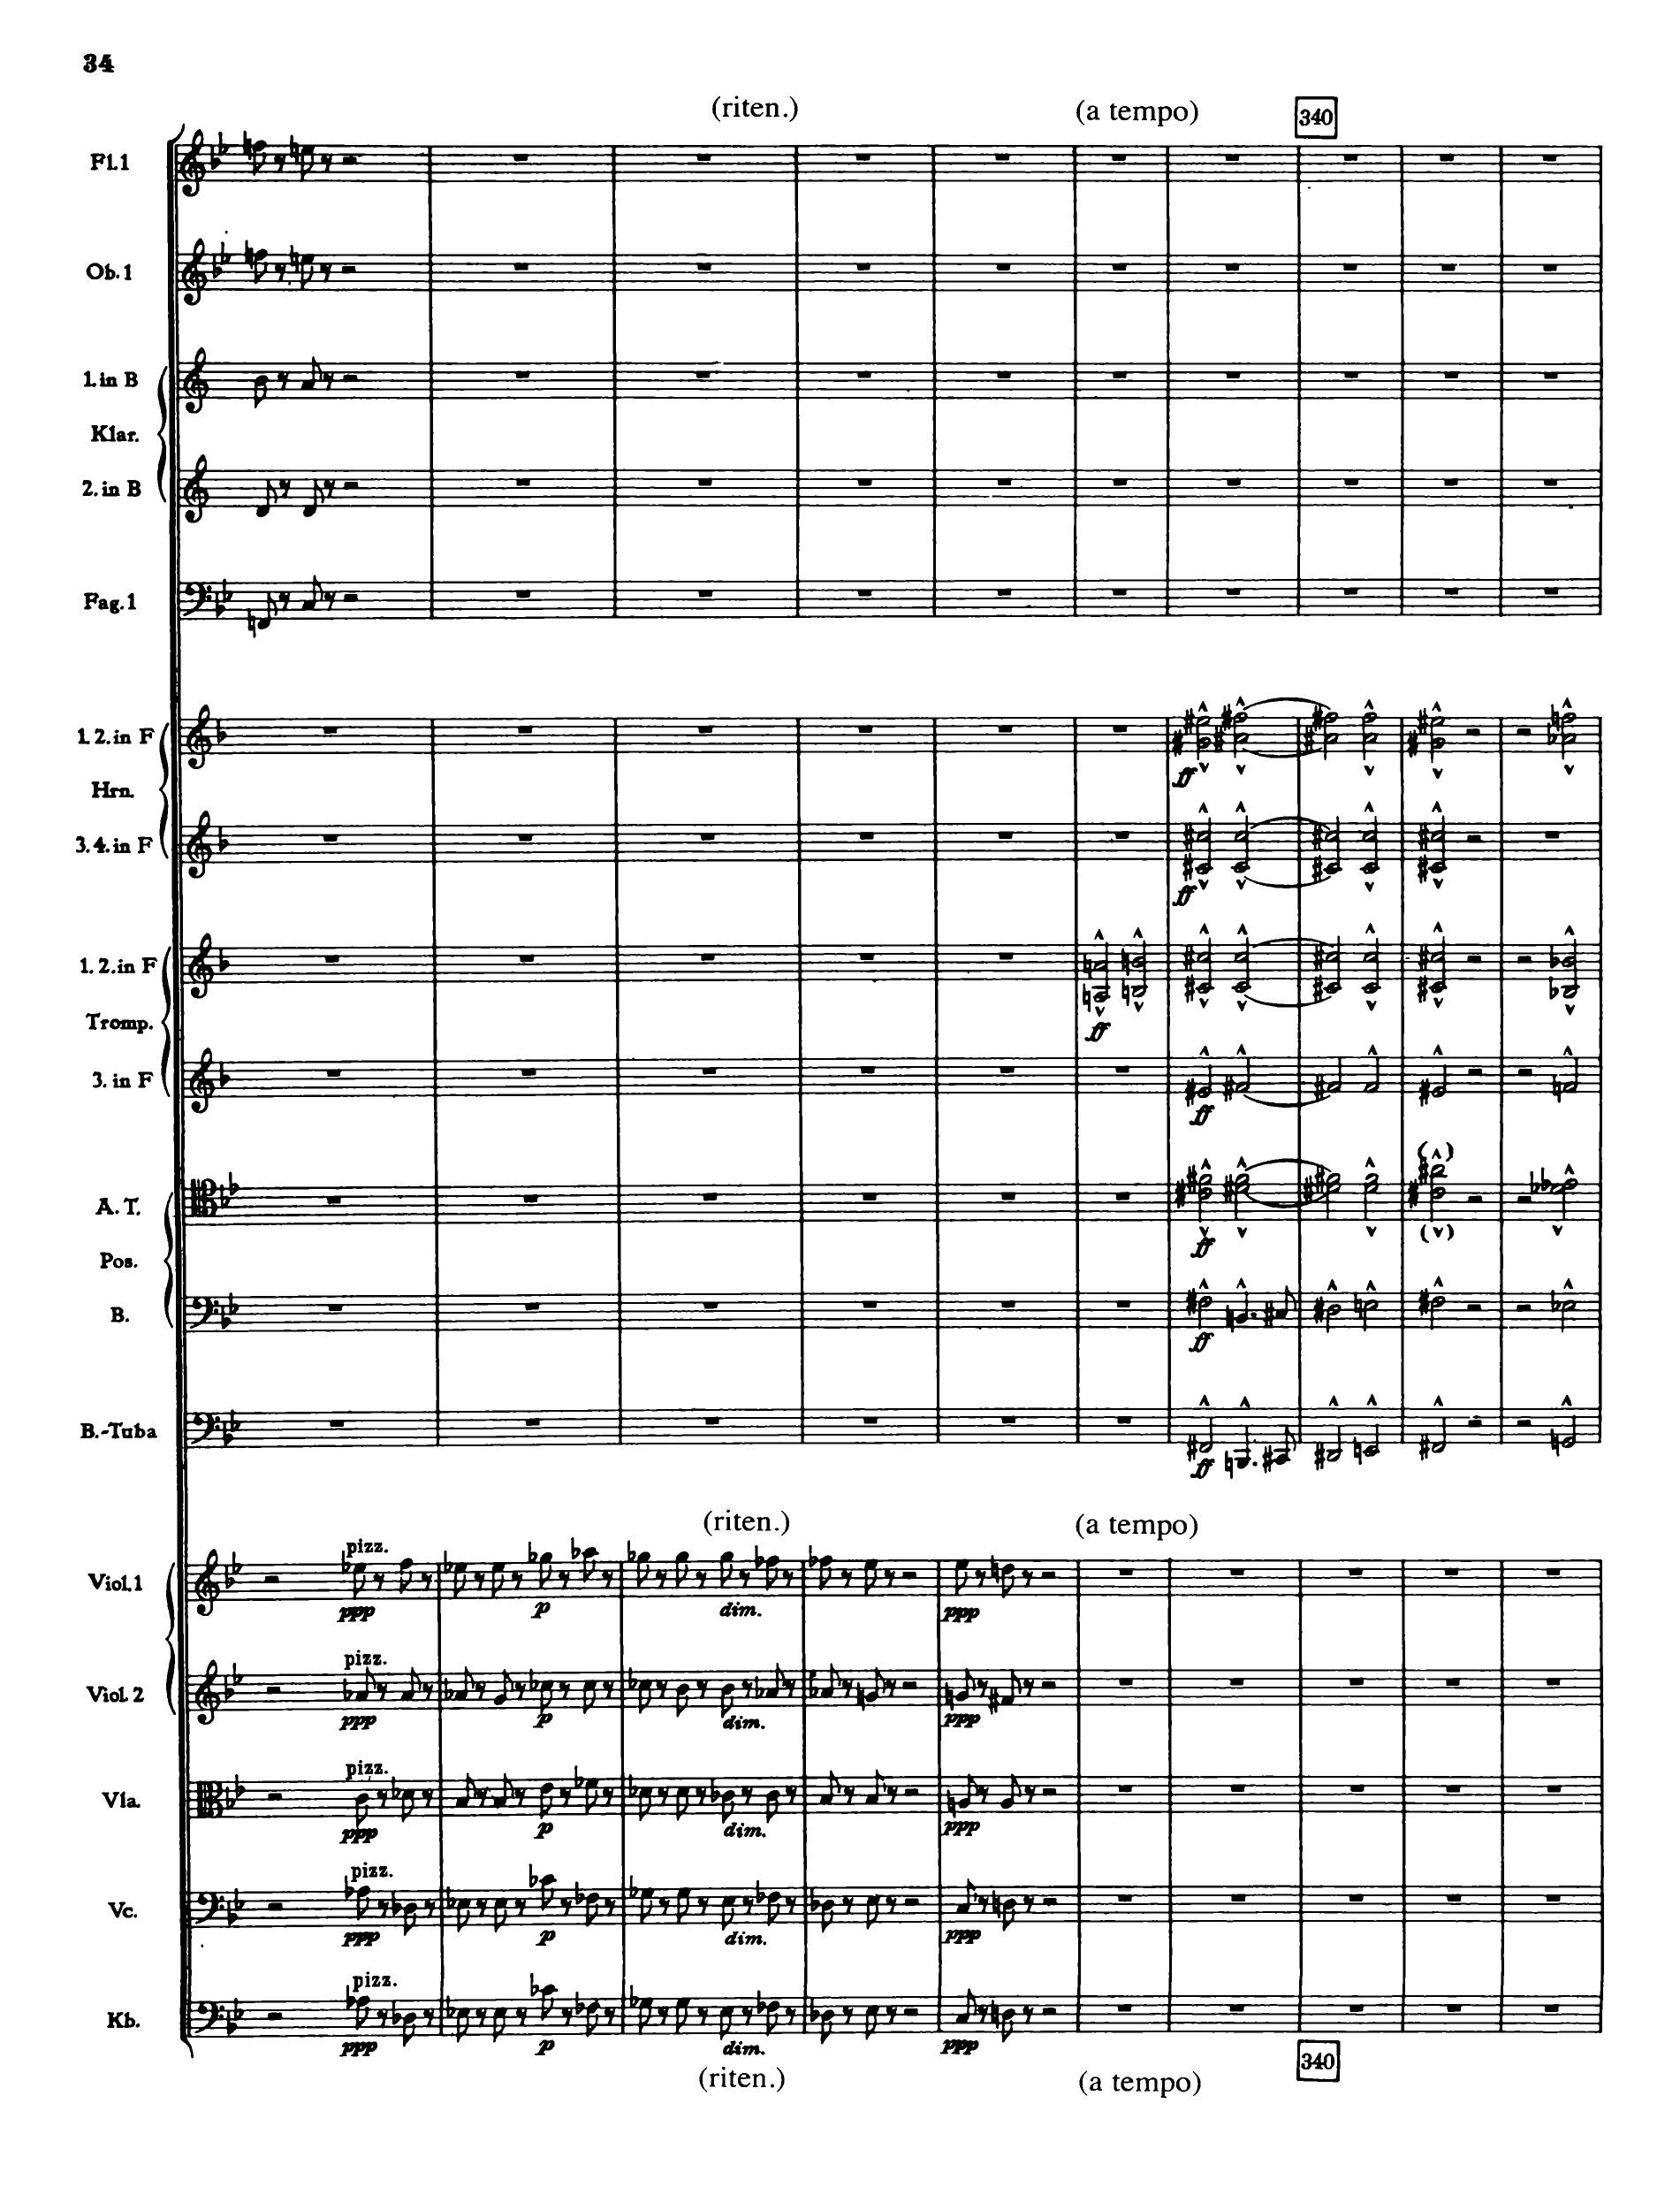 34
(riten.) (a tempo) 340
Fl.1
Ob.1
1. in B
Klar.
2. in B
Fag.1
1. 2. in F
ff
Hrn.
3. 4. in F
ff
1. 2. in F
Tromp.
ff
3. in F
ff
A. T.
ff
Pos.
B.
ff
B.-Tuba
ff
(riten.) (a tempo)
pizz.
Viol.1
ppp p dim. ppp
pizz.
Viol. 2
ppp p dim. ppp
pizz.
Vla.
ppp p dim. ppp
pizz.
Vc.
ppp p dim. ppp
pizz.
Kb.
ppp p dim. ppp
(riten.) (a tempo) 340